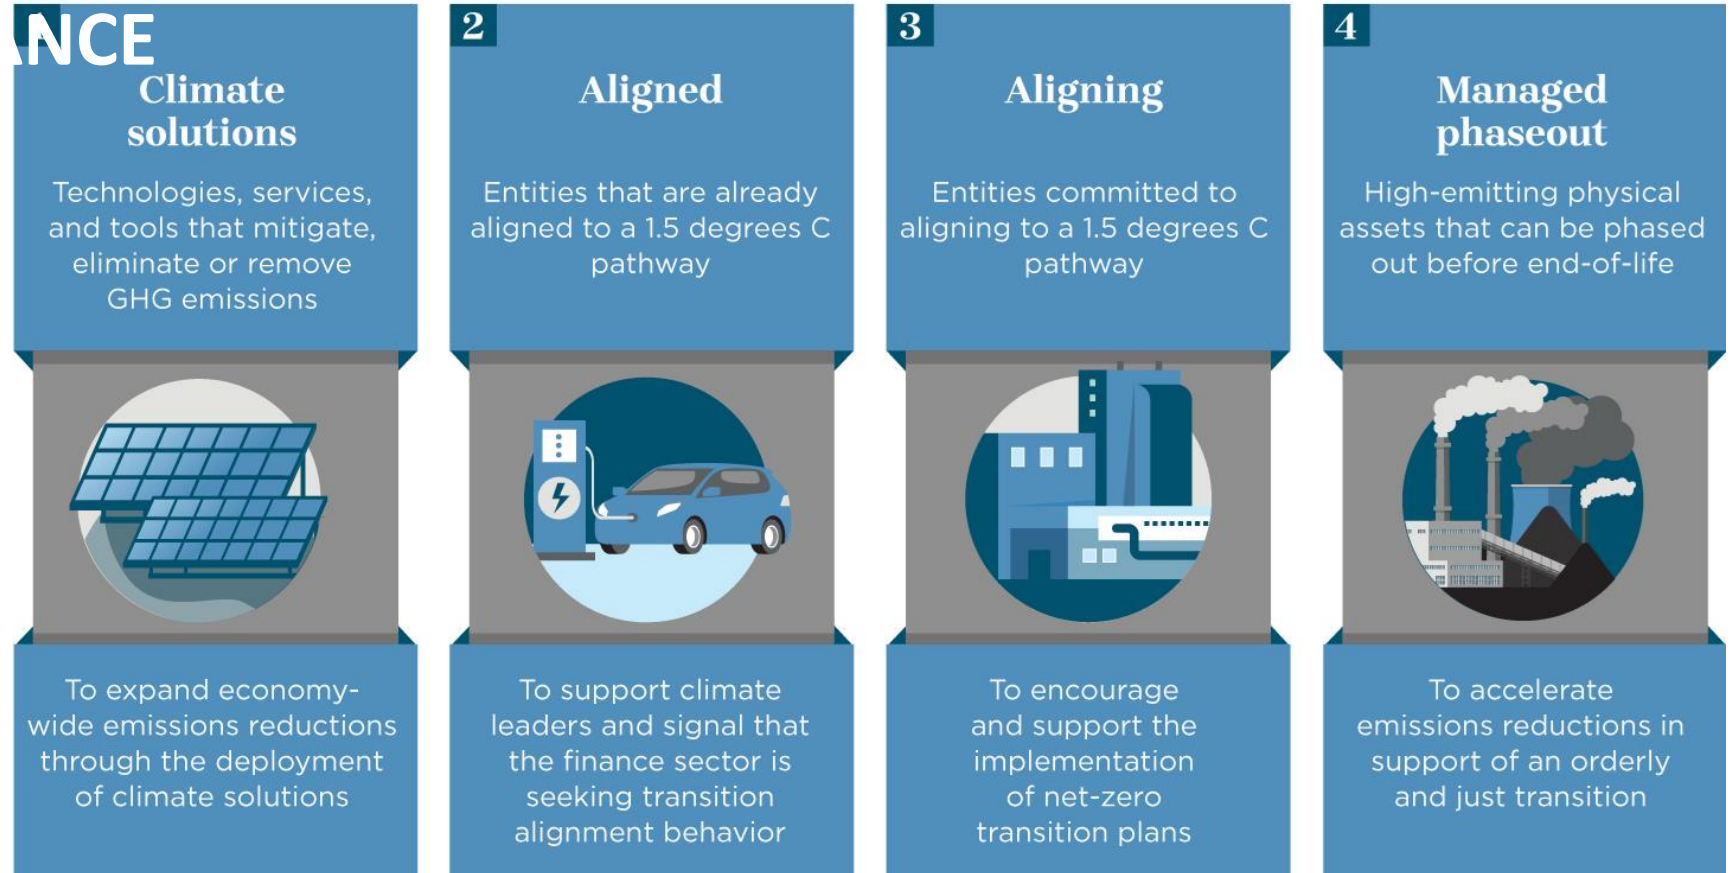 ANCE
Climate
solutions
Technologies, services,
and tools that mitigate,
eliminate or remove
GHG emissions
To expand economy-
wide emissions reductions
through the deployment
of climate solutions
2
Aligned
Entities that are already
aligned to a 1.5 degrees C
pathway
To support climate
leaders and signal that
the finance sector is
seeking transition
alignment behavior
3
Aligning
Entities committed to
aligning to a 1.5 degrees C
pathway
To encourage
and support the
implementation
of net-zero
transition plans
4
Managed
phaseout
High-emitting physical
assets that can be phased
out before end-of-life
To accelerate
emissions reductions in
support of an orderly
and just transition